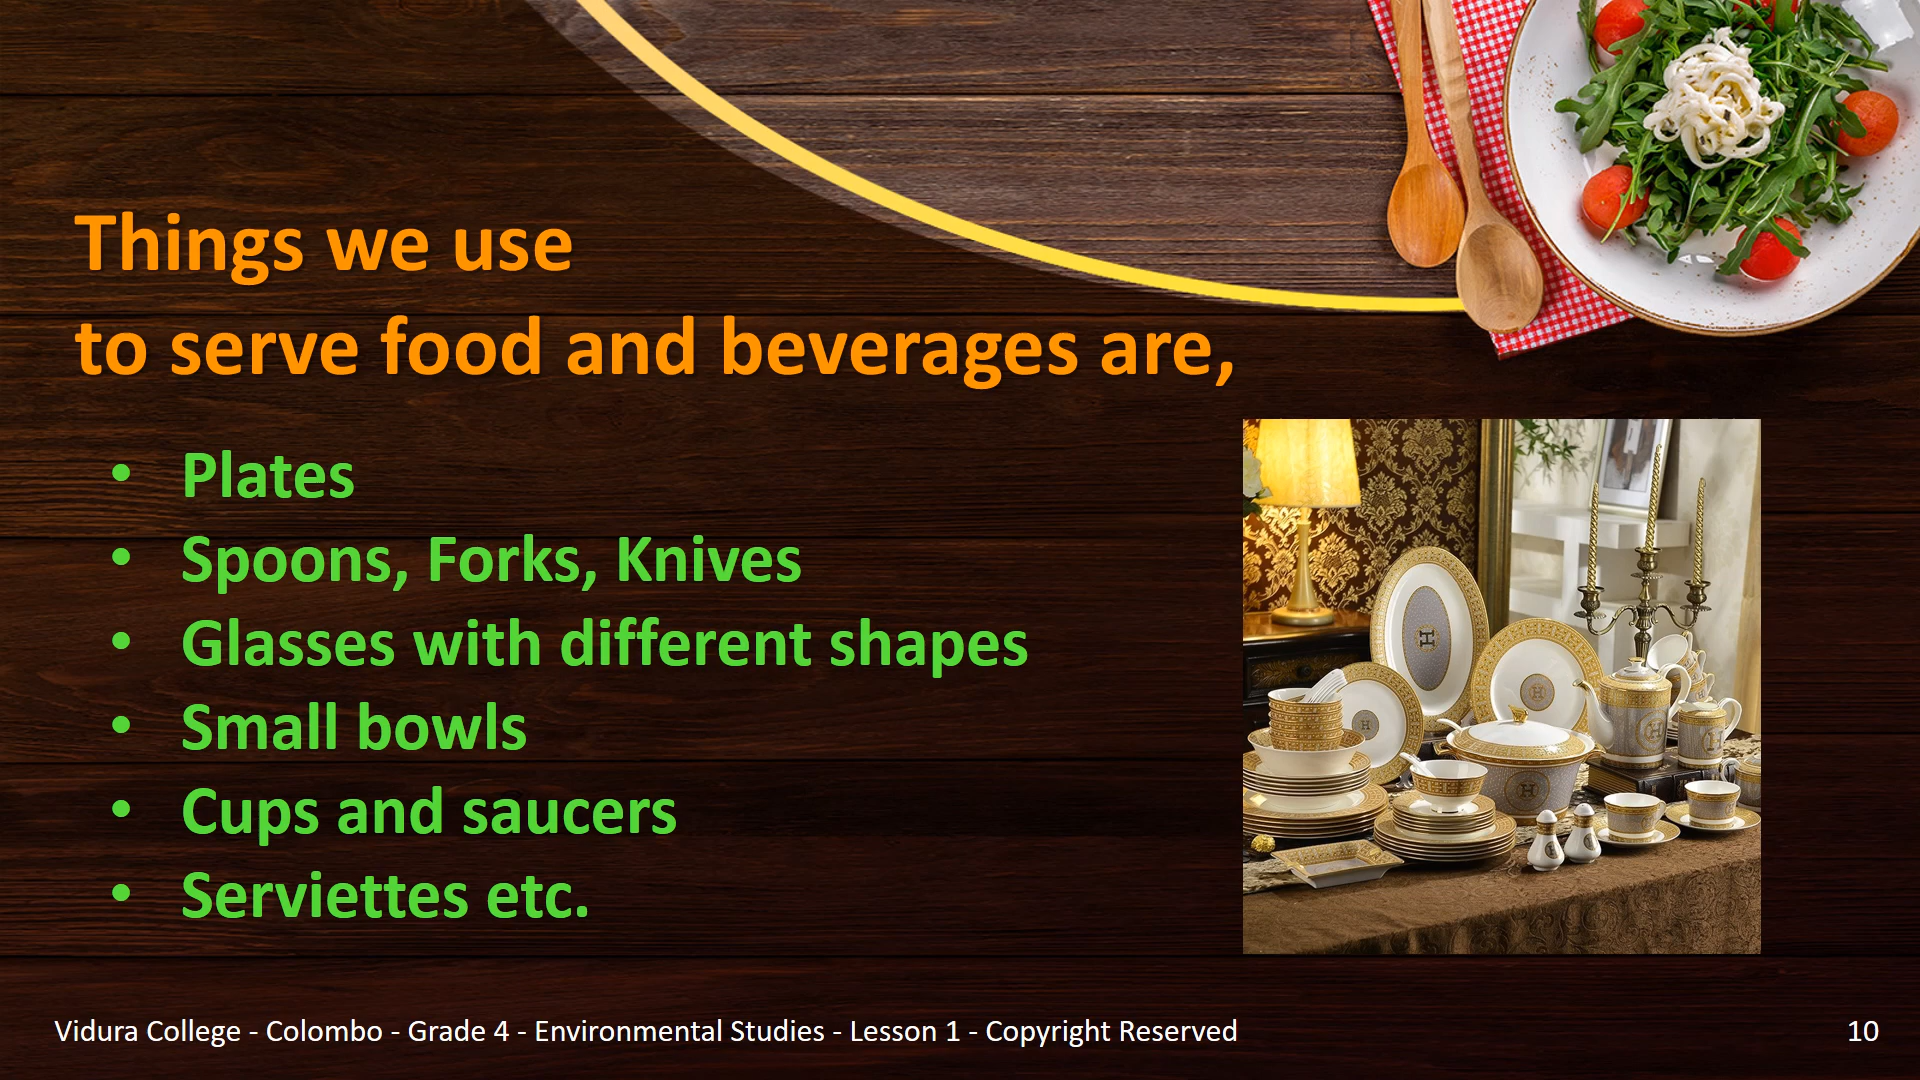 Things we use
to serve food and beverages are,
• Plates
• Spoons, Forks, Knives
• Glasses with different shapes
• Small bowls
• Cups and saucers
• Serviettes etc.
Vidura College - Colombo - Grade 4 - Environmental Studies - Lesson 1 - Copyright Reserved
10